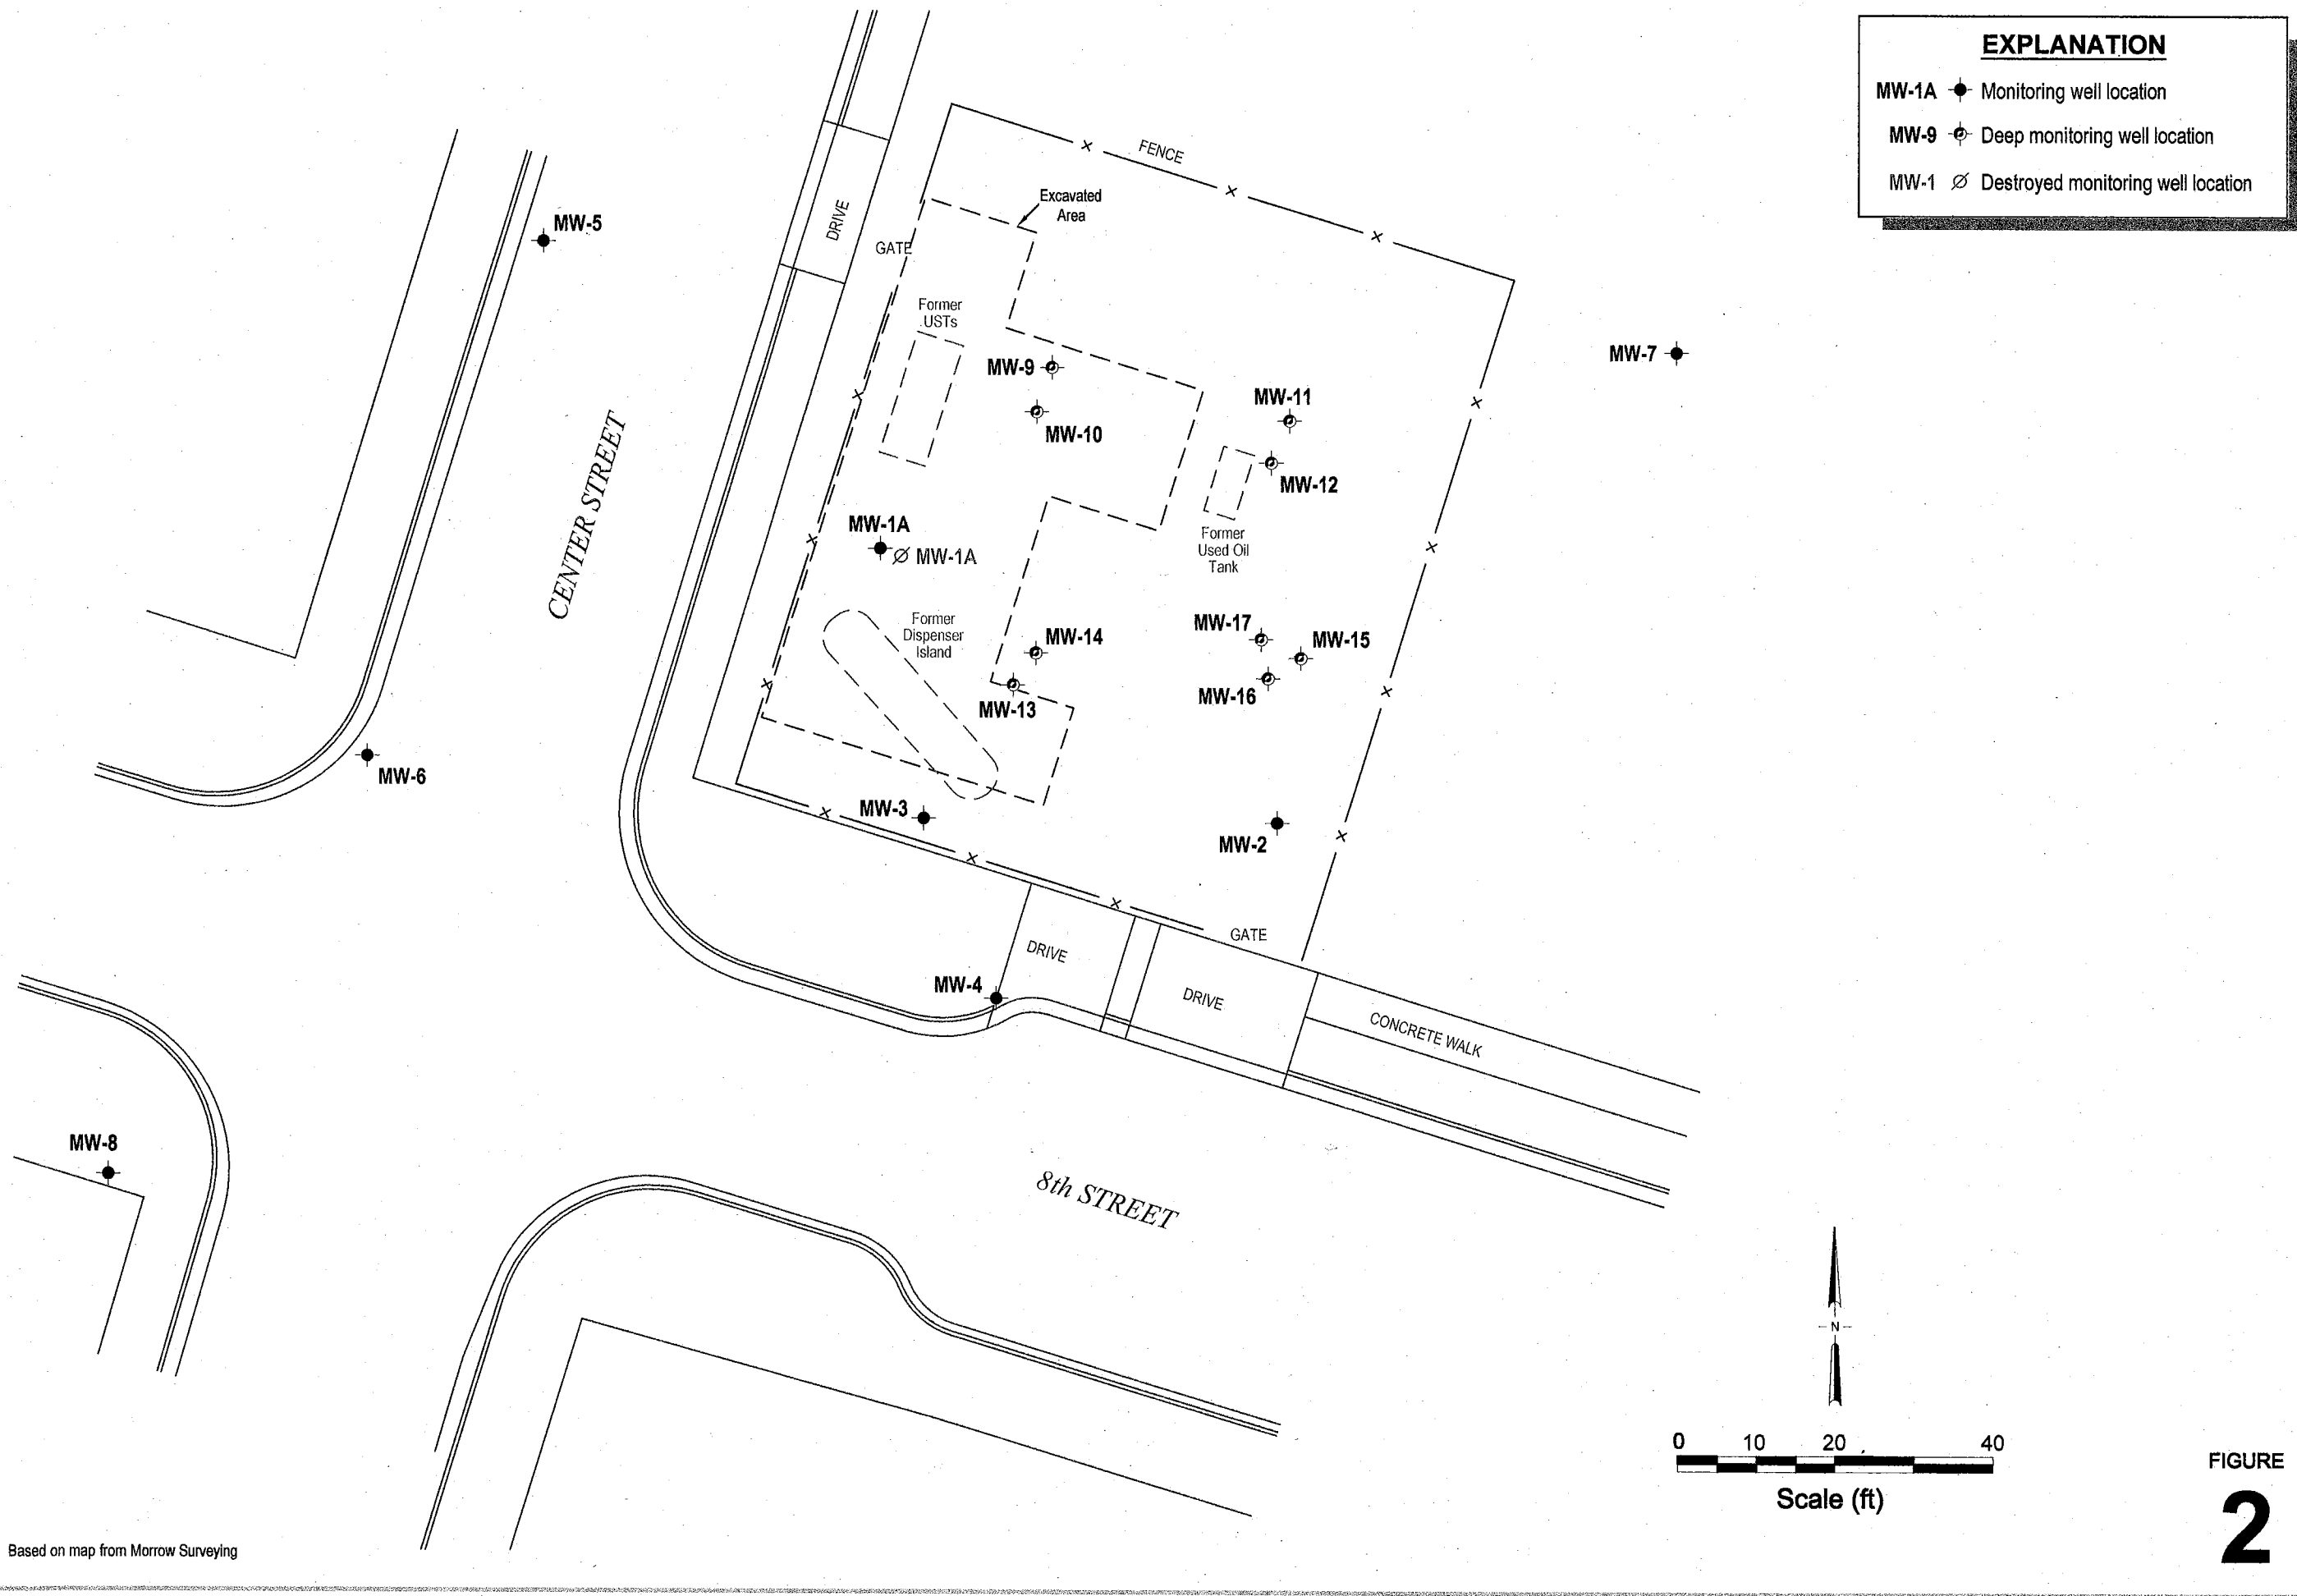 EXPLANATION
MW-1A Monitoring well location
MW-9 Deep monitoring well location
MW-1 Destroyed monitoring well location
FENCE
Excavated
Area
DRIVE
GATE
MW-5
Former
USTs
MW-7
MW-9
MW-10
MW-11
MW-12
CENTER STREET
MW-1A
MW-1A
Former
Used Oil
Tank
Former
Dispenser
Island
MW-14
MW-17
MW-15
MW-16
MW-13
MW-6
MW-3
MW-2
GATE
DRIVE
MW-4
DRIVE
CONCRETE WALK
MW-8
8th STREET
N
0 10 20 40
Scale (ft)
FIGURE
2
Based on map from Morrow Surveying